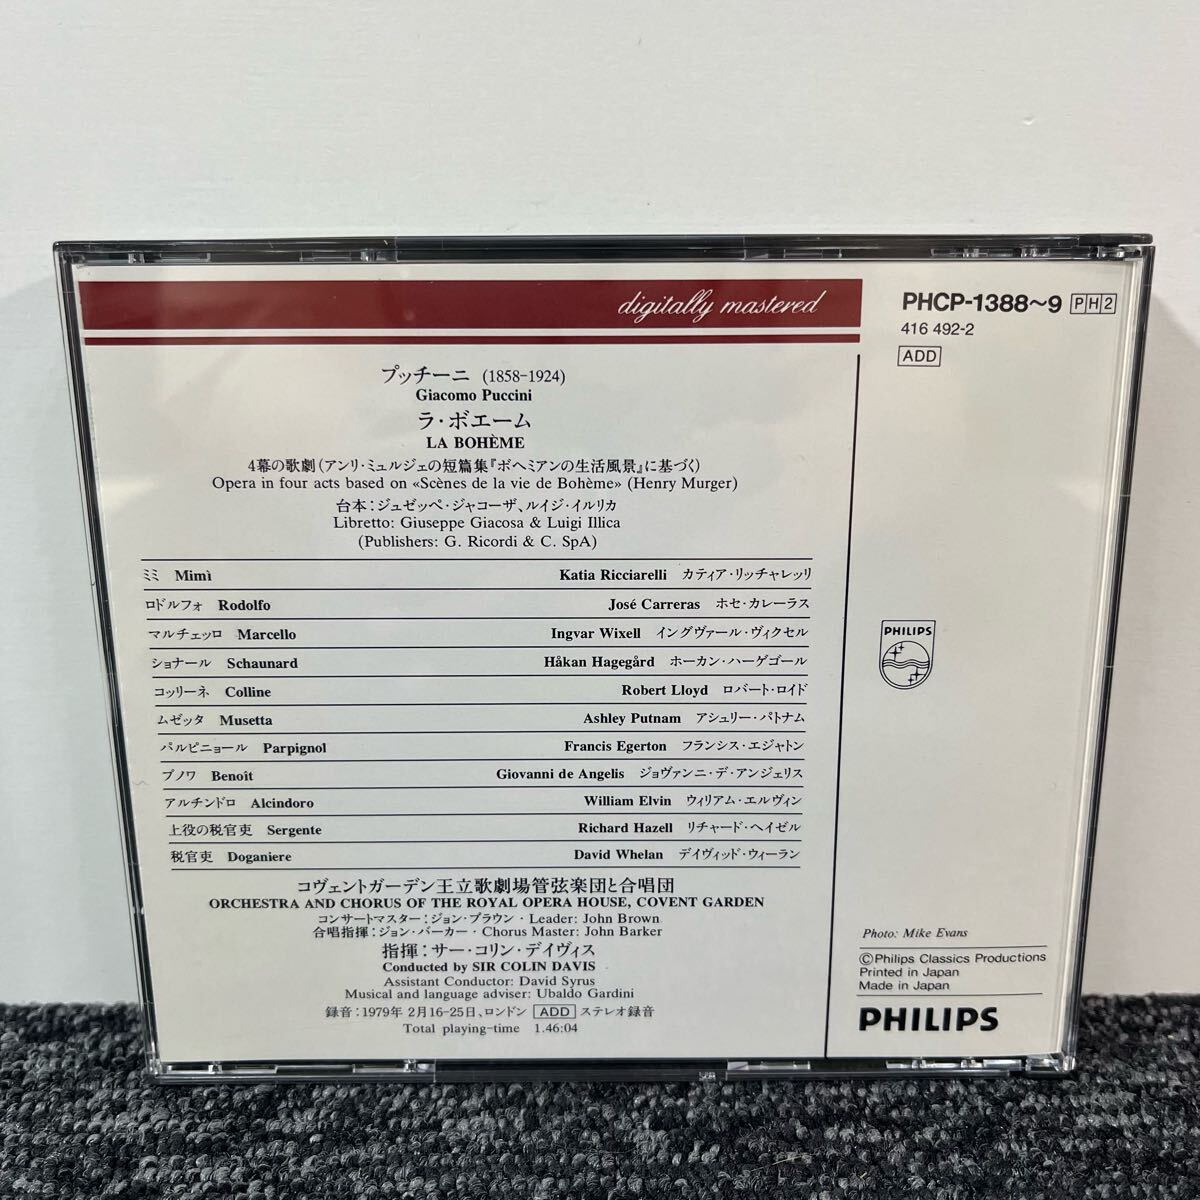 digitally mastered
PHCP-1388~9 PH2
416 492-2
ADD
プッチーニ (1858-1924)
Giacomo Puccini
ラ・ボエーム
LA BOHÈME
4幕の歌劇(アンリ・ミュルジェの短篇集『ボヘミアンの生活風景』に基づく)
Opera in four acts based on «Scènes de la vie de Bohème» (Henry Murger)
台本:ジュゼッペ・ジャコーザ、ルイジ・イルリカ
Libretto: Giuseppe Giacosa & Luigi Illica
(Publishers: G. Ricordi & C. SpA)
ミミ Mimì Katia Ricciarelli カティア・リッチャレッリ
ロドルフォ Rodolfo José Carreras ホセ・カレーラス
マルチェッロ Marcello Ingvar Wixell イングヴァール・ヴィクセル
ショナール Schaunard Håkan Hagegård ホーカン・ハーゲゴール
コッリーネ Colline Robert Lloyd ロバート・ロイド
ムゼッタ Musetta Ashley Putnam アシュリー・パトナム
パルピニョール Parpignol Francis Egerton フランシス・エジャトン
ブノワ Benoît Giovanni de Angelis ジョヴァンニ・デ・アンジェリス
アルチンドロ Alcindoro William Elvin ウィリアム・エルヴィン
上役の税官吏 Sergente Richard Hazell リチャード・ヘイゼル
税官吏 Doganiere David Whelan デイヴィッド・ウィーラン
コヴェントガーデン王立歌劇場管弦楽団と合唱団
ORCHESTRA AND CHORUS OF THE ROYAL OPERA HOUSE, COVENT GARDEN
コンサートマスター:ジョン・ブラウン・Leader: John Brown
合唱指揮:ジョン・バーカー・Chorus Master: John Barker
指揮:サー・コリン・デイヴィス
Conducted by SIR COLIN DAVIS
Assistant Conductor: David Syrus
Musical and language adviser: Ubaldo Gardini
録音:1979年 2月16-25日、ロンドン ADD ステレオ録音
Total playing-time 1.46:04
PHILIPS
Photo: Mike Evans
©Philips Classics Productions
Printed in Japan
Made in Japan
PHILIPS